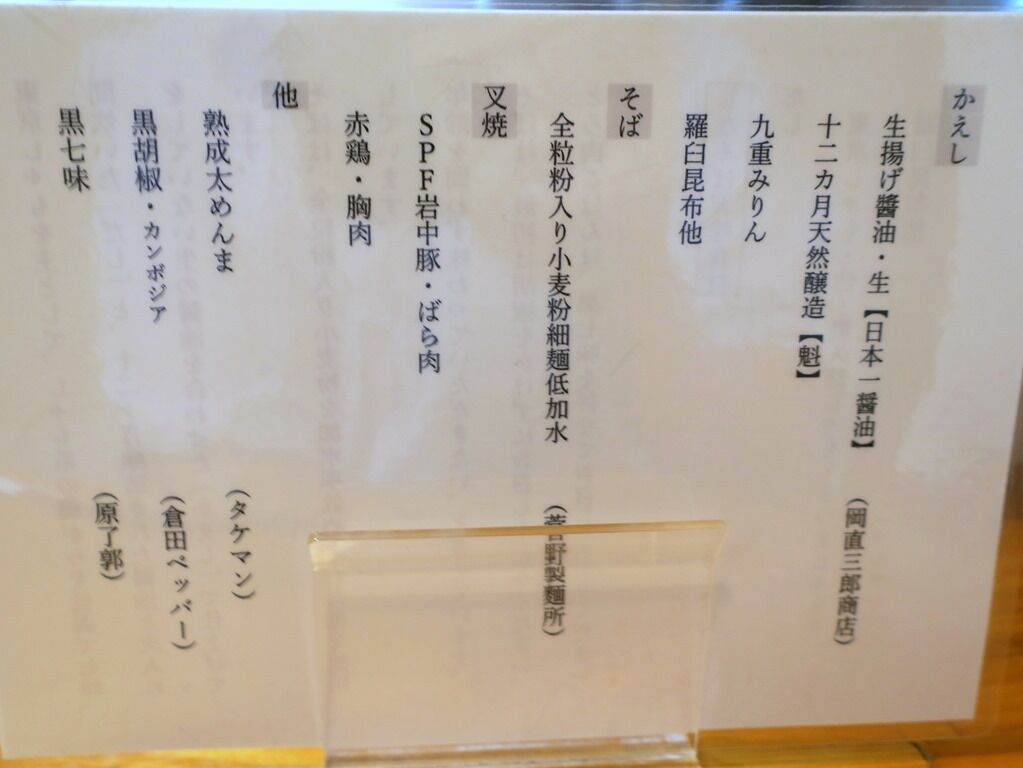 かえし
生揚げ醬油・生【日本一醤油】 (岡直三郎商店)
十二カ月天然醸造【魁】
九重みりん
羅臼昆布他
そば
全粒粉入り小麦粉細麺低加水 (菅野製麺所)
叉焼
SPF岩中豚・ばら肉
赤鶏・胸肉
他
熟成太めんま (タケマン)
黒胡椒・カンボジア (倉田ペッパー)
黒七味 (原了郭)